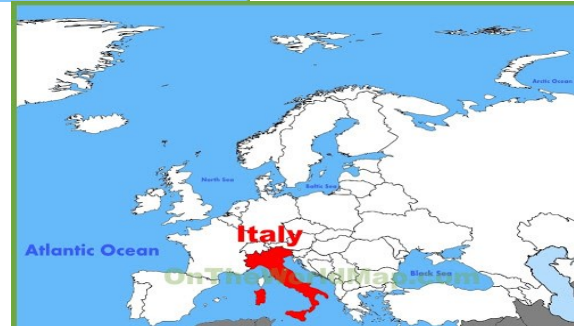 Arctic Ocean
North Sea
Baltic Sea
Italy
Atlantic Ocean
Black Sea
OnTheWorldMap.com